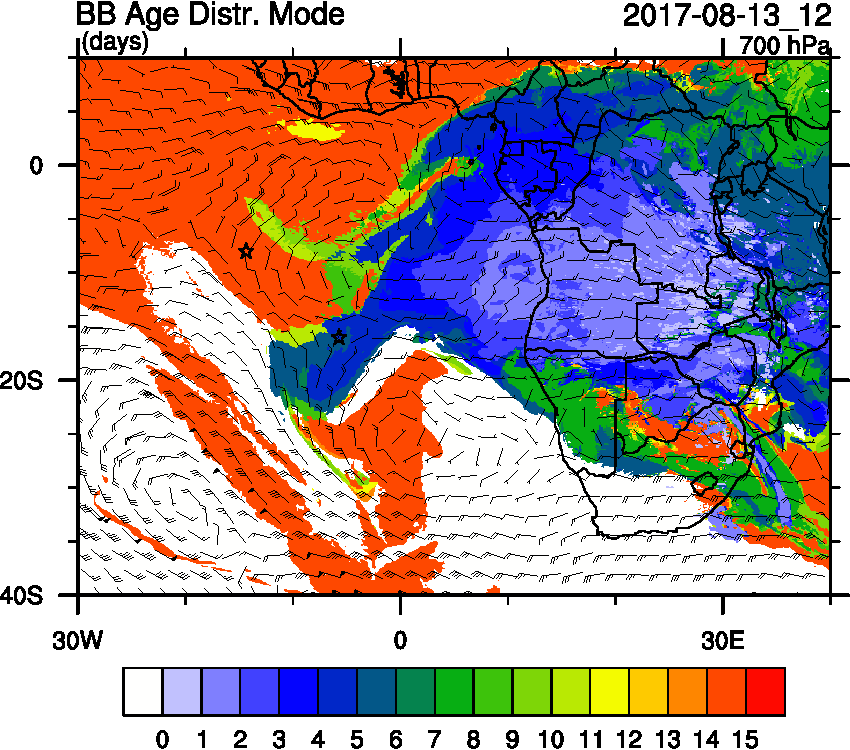 BB Age Distr. Mode 2017-08-13_12
(days) 700 hPa
0
20S
40S
30W 0 30E
0 1 2 3 4 5 6 7 8 9 10 11 12 13 14 15